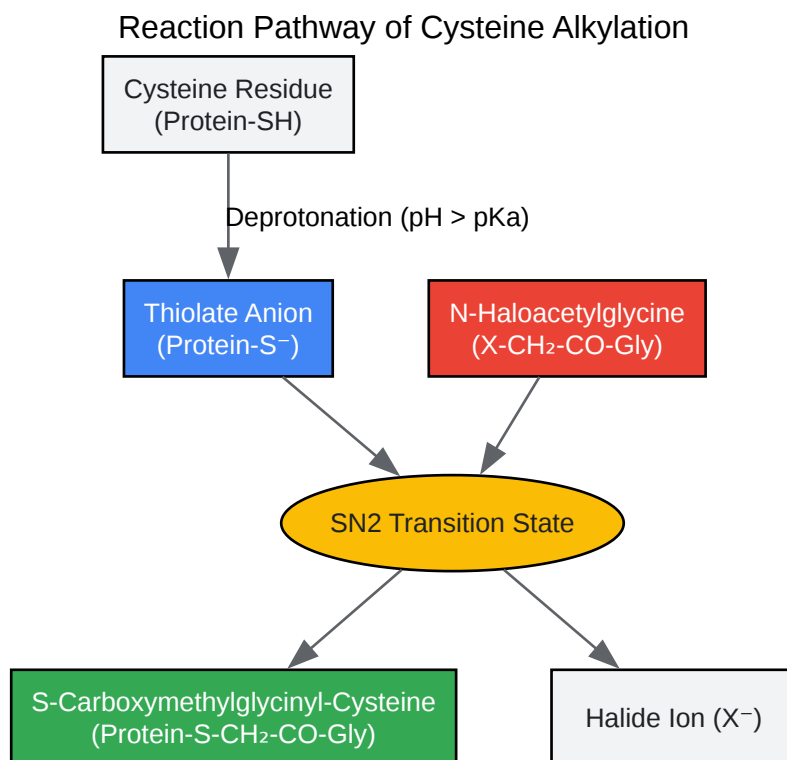 Reaction Pathway of Cysteine Alkylation
Cysteine Residue
(Protein-SH)
Deprotonation (pH > pKa)
Thiolate Anion
(Protein-S⁻)
N-Haloacetylglycine
(X-CH₂-CO-Gly)
SN2 Transition State
S-Carboxymethylglycinyl-Cysteine
(Protein-S-CH₂-CO-Gly)
Halide Ion (X⁻)